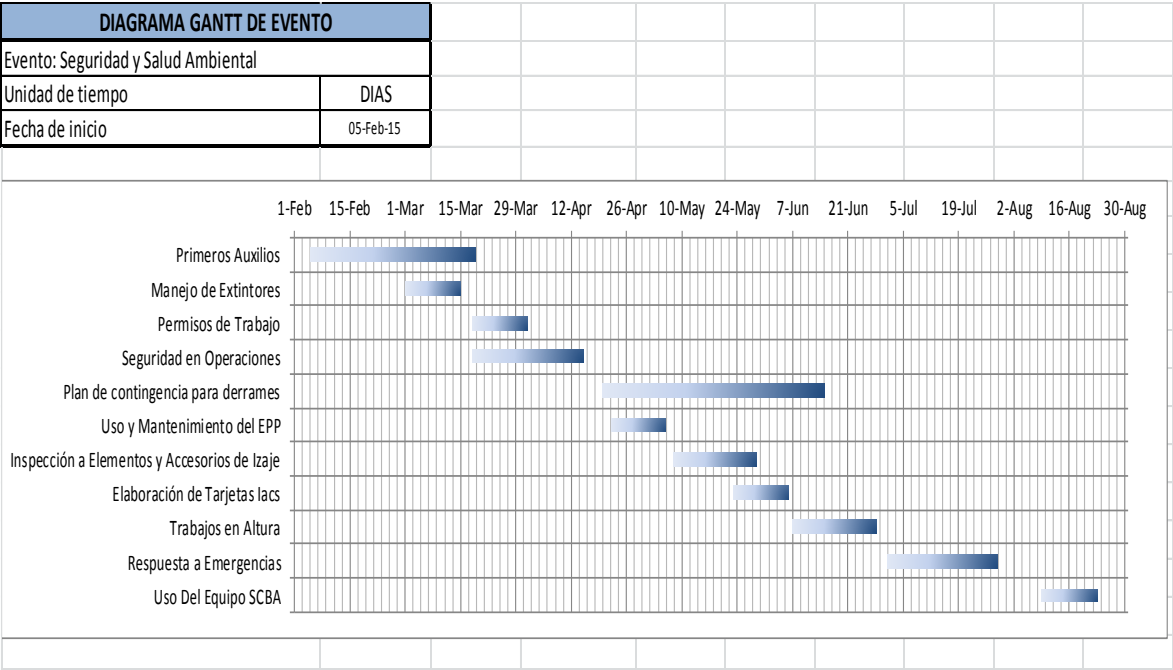 DIAGRAMA GANTT DE EVENTO
Evento: Seguridad y Salud Ambiental
Unidad de tiempo DIAS
Fecha de inicio 05-Feb-15
1-Feb 15-Feb 1-Mar 15-Mar 29-Mar 12-Apr 26-Apr 10-May 24-May 7-Jun 21-Jun 5-Jul 19-Jul 2-Aug 16-Aug 30-Aug
Primeros Auxilios
Manejo de Extintores
Permisos de Trabajo
Seguridad en Operaciones
Plan de contingencia para derrames
Uso y Mantenimiento del EPP
Inspección a Elementos y Accesorios de Izaje
Elaboración de Tarjetas Iacs
Trabajos en Altura
Respuesta a Emergencias
Uso Del Equipo SCBA